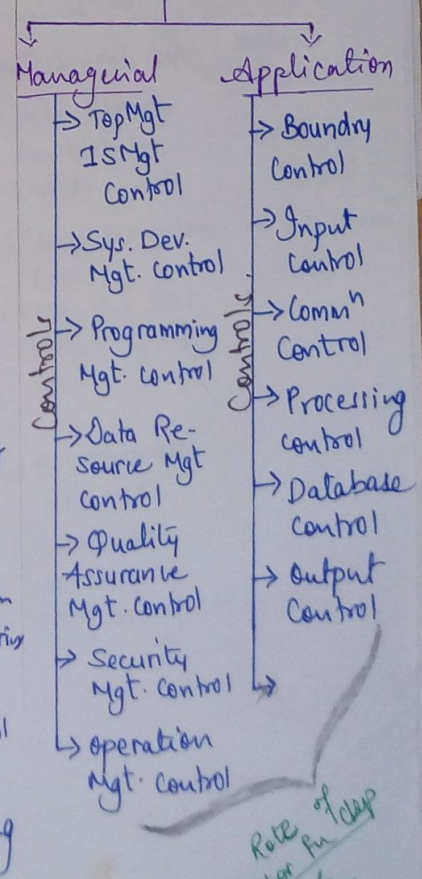 Managerial
→ Top Mgt
IS Mgt
Control
→ Sys. Dev.
Mgt. Control
→ Programming
Mgt. Control
→ Data Re-
source Mgt
Control
→ Quality
Assurance
Mgt. Control
→ Security
Mgt. Control
→ Operation
Mgt. Control
Controls
Application
→ Boundry
Control
→ Input
Control
→ Commⁿ
Control
→ Processing
Control
→ Database
Control
→ Output
Control
→
Controls
Rote of